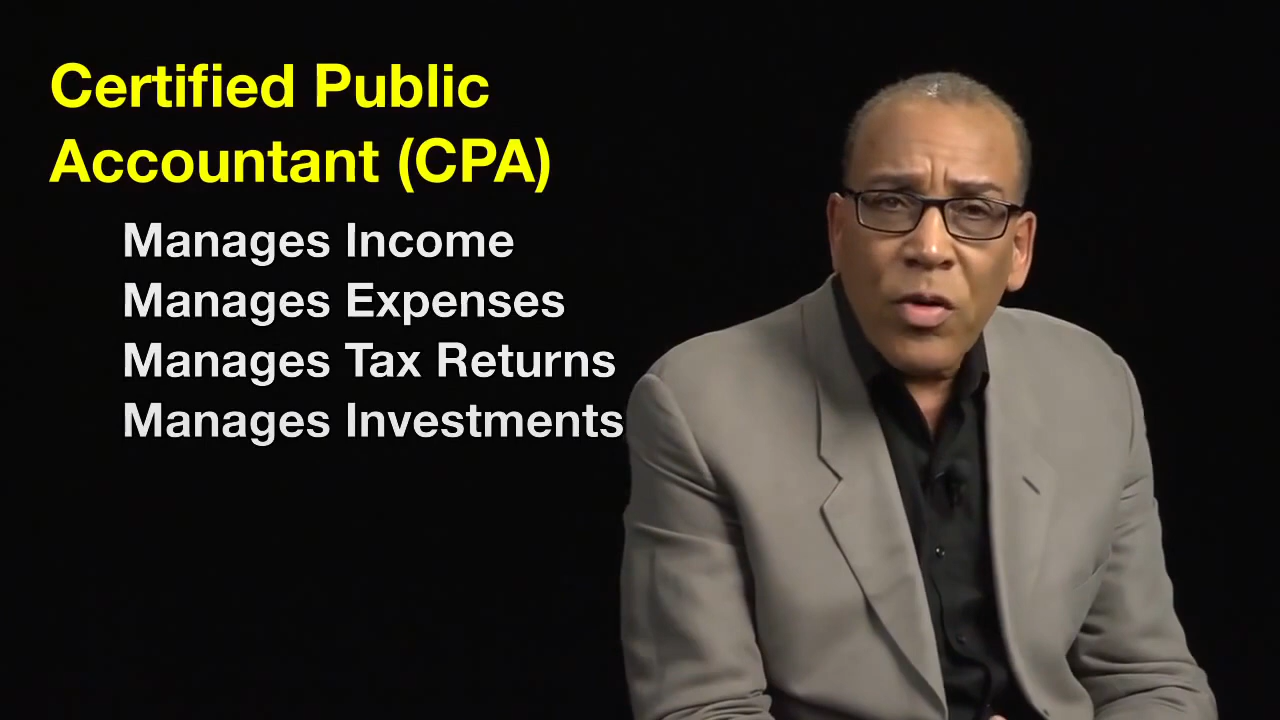 Certified Public
Accountant (CPA)
Manages Income
Manages Expenses
Manages Tax Returns
Manages Investments